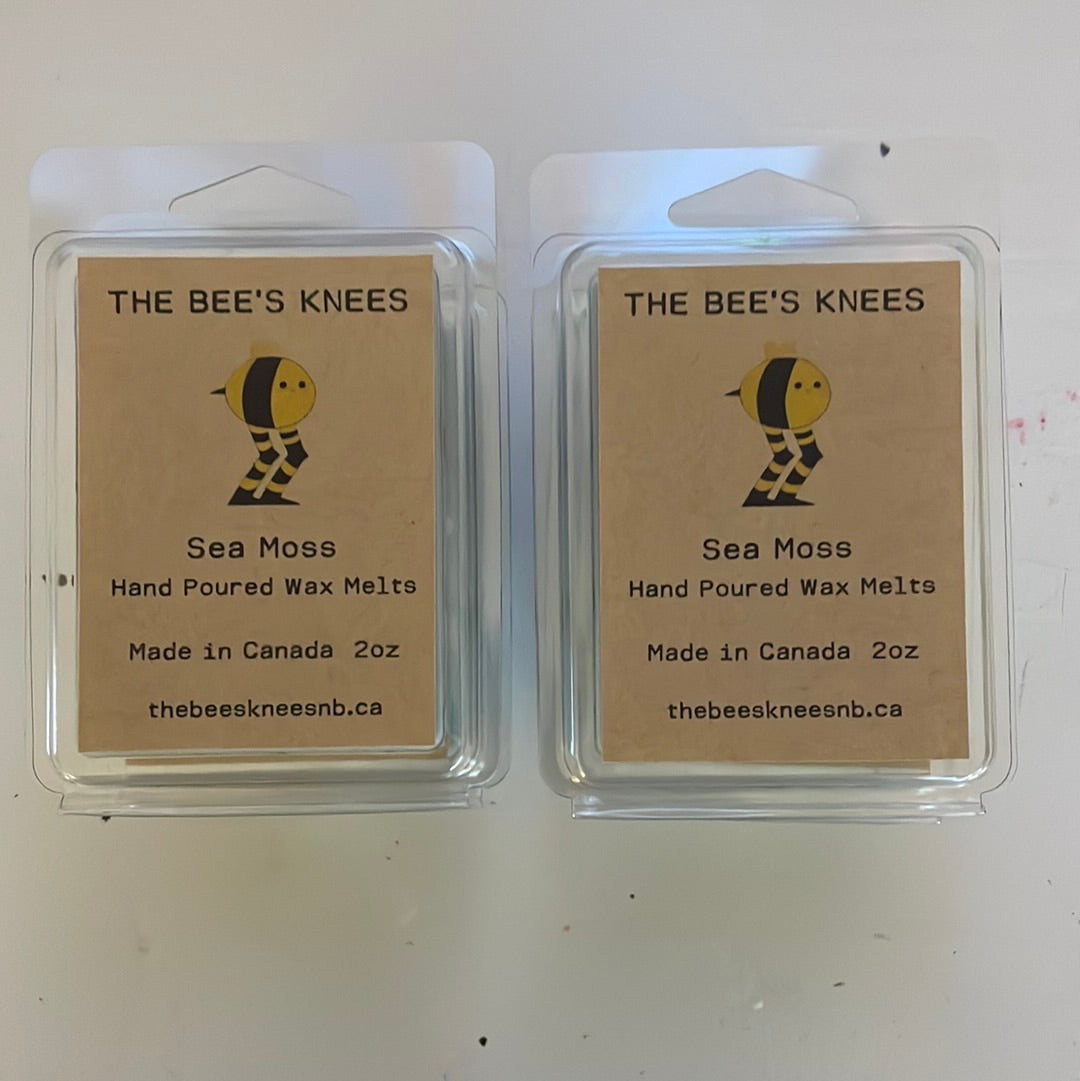 THE BEE'S KNEES
Sea Moss
Hand Poured Wax Melts
Made in Canada 2oz
thebeeskneesnb.ca
THE BEE'S KNEES
Sea Moss
Hand Poured Wax Melts
Made in Canada 2oz
thebeeskneesnb.ca